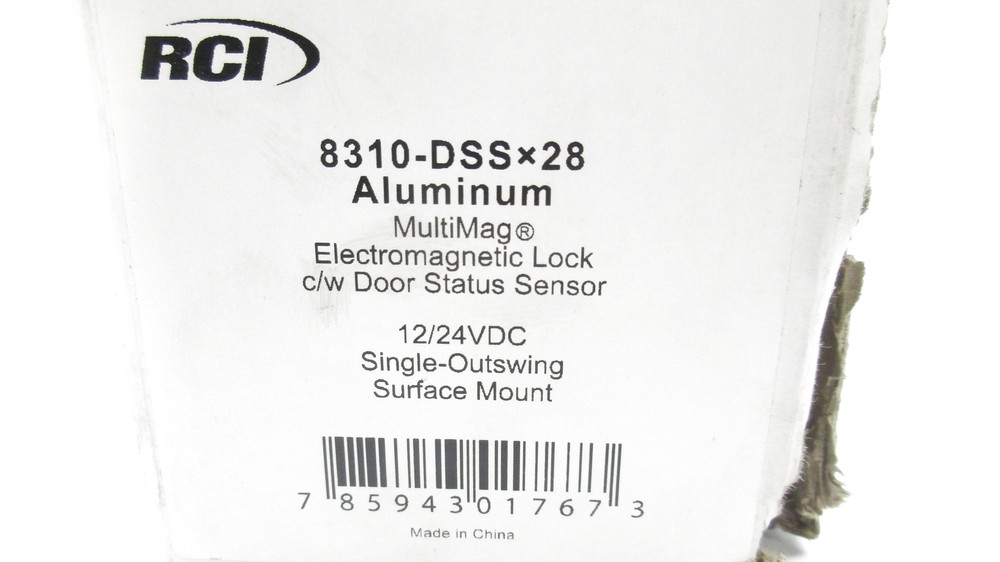 RCI
8310-DSS×28
Aluminum
MultiMag®
Electromagnetic Lock
c/w Door Status Sensor
12/24VDC
Single-Outswing
Surface Mount
7 85943 01767 3
Made in China